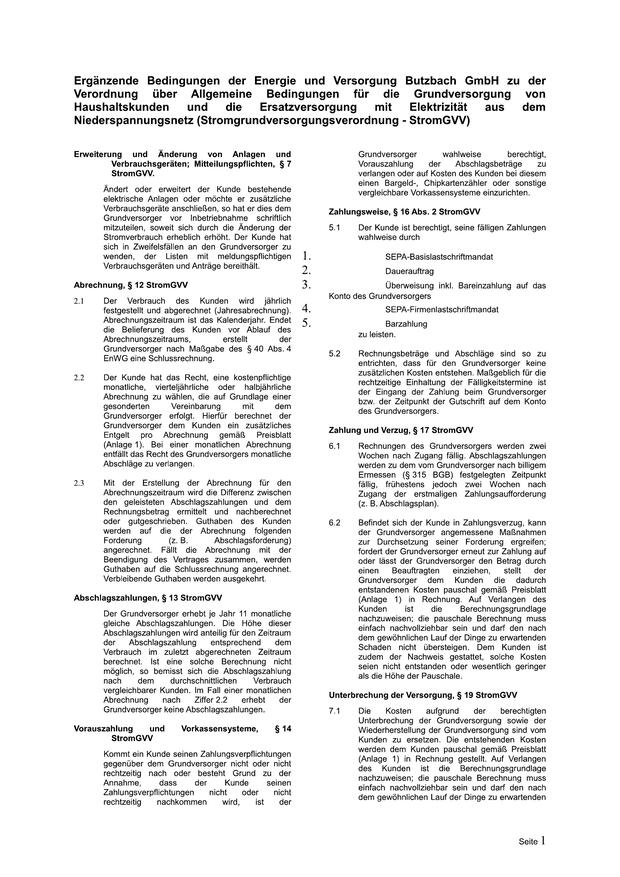 Ergänzende Bedingungen der Energie und Versorgung Butzbach GmbH zu der
Verordnung über Allgemeine Bedingungen für die Grundversorgung von
Haushaltskunden und die Ersatzversorgung mit Elektrizität aus dem
Niederspannungsnetz (Stromgrundversorgungsverordnung - StromGVV)
Erweiterung und Änderung von Anlagen und
Verbrauchsgeräten; Mitteilungspflichten, § 7
StromGVV.
Ändert oder erweitert der Kunde bestehende
elektrische Anlagen oder möchte er zusätzliche
Verbrauchsgeräte anschließen, so hat er dies dem
Grundversorger vor Inbetriebnahme schriftlich
mitzuteilen, soweit sich durch die Änderung der
Stromverbrauch erheblich erhöht. Der Kunde hat
sich in Zweifelsfällen an den Grundversorger zu
wenden, der Listen mit meldungspflichtigen
Verbrauchsgeräten und Anträge bereithält.
Abrechnung, § 12 StromGVV
2.1 Der Verbrauch des Kunden wird jährlich
festgestellt und abgerechnet (Jahresabrechnung).
Abrechnungszeitraum ist das Kalenderjahr. Endet
die Belieferung des Kunden vor Ablauf des
Abrechnungszeitraums, erstellt der
Grundversorger nach Maßgabe des § 40 Abs. 4
EnWG eine Schlussrechnung.
2.2 Der Kunde hat das Recht, eine kostenpflichtige
monatliche, vierteljährliche oder halbjährliche
Abrechnung zu wählen, die auf Grundlage einer
gesonderten Vereinbarung mit dem
Grundversorger erfolgt. Hierfür berechnet der
Grundversorger dem Kunden ein zusätzliches
Entgelt pro Abrechnung gemäß Preisblatt
(Anlage 1). Bei einer monatlichen Abrechnung
entfällt das Recht des Grundversorgers monatliche
Abschläge zu verlangen.
2.3 Mit der Erstellung der Abrechnung für den
Abrechnungszeitraum wird die Differenz zwischen
den geleisteten Abschlagszahlungen und dem
Rechnungsbetrag ermittelt und nachberechnet
oder gutgeschrieben. Guthaben des Kunden
werden auf die der Abrechnung folgenden
Forderung (z. B. Abschlagsforderung)
angerechnet. Fällt die Abrechnung mit der
Beendigung des Vertrages zusammen, werden
Guthaben auf die Schlussrechnung angerechnet.
Verbleibende Guthaben werden ausgekehrt.
Abschlagszahlungen, § 13 StromGVV
Der Grundversorger erhebt je Jahr 11 monatliche
gleiche Abschlagszahlungen. Die Höhe dieser
Abschlagszahlungen wird anteilig für den Zeitraum
der Abschlagszahlung entsprechend dem
Verbrauch im zuletzt abgerechneten Zeitraum
berechnet. Ist eine solche Berechnung nicht
möglich, so bemisst sich die Abschlagszahlung
nach dem durchschnittlichen Verbrauch
vergleichbarer Kunden. Im Fall einer monatlichen
Abrechnung nach Ziffer 2.2 erhebt der
Grundversorger keine Abschlagszahlungen.
Vorauszahlung und Vorkassensysteme, § 14
StromGVV
Kommt ein Kunde seinen Zahlungsverpflichtungen
gegenüber dem Grundversorger nicht oder nicht
rechtzeitig nach oder besteht Grund zu der
Annahme, dass der Kunde seinen
Zahlungsverpflichtungen nicht oder nicht
rechtzeitig nachkommen wird, ist der
Grundversorger wahlweise berechtigt,
Vorauszahlung der Abschlagsbeträge zu
verlangen oder auf Kosten des Kunden bei diesem
einen Bargeld-, Chipkartenzähler oder sonstige
vergleichbare Vorkassensysteme einzurichten.
Zahlungsweise, § 16 Abs. 2 StromGVV
5.1 Der Kunde ist berechtigt, seine fälligen Zahlungen
wahlweise durch
1. SEPA-Basislastschriftmandat
2. Dauerauftrag
3. Überweisung inkl. Bareinzahlung auf das
Konto des Grundversorgers
4. SEPA-Firmenlastschriftmandat
5. Barzahlung
zu leisten.
5.2 Rechnungsbeträge und Abschläge sind so zu
entrichten, dass für den Grundversorger keine
zusätzlichen Kosten entstehen. Maßgeblich für die
rechtzeitige Einhaltung der Fälligkeitstermine ist
der Eingang der Zahlung beim Grundversorger
bzw. der Zeitpunkt der Gutschrift auf dem Konto
des Grundversorgers.
Zahlung und Verzug, § 17 StromGVV
6.1 Rechnungen des Grundversorgers werden zwei
Wochen nach Zugang fällig. Abschlagszahlungen
werden zu dem vom Grundversorger nach billigem
Ermessen (§ 315 BGB) festgelegten Zeitpunkt
fällig, frühestens jedoch zwei Wochen nach
Zugang der erstmaligen Zahlungsaufforderung
(z. B. Abschlagsplan).
6.2 Befindet sich der Kunde in Zahlungsverzug, kann
der Grundversorger angemessene Maßnahmen
zur Durchsetzung seiner Forderung ergreifen;
fordert der Grundversorger erneut zur Zahlung auf
oder lässt der Grundversorger den Betrag durch
einen Beauftragten einziehen, stellt der
Grundversorger dem Kunden die dadurch
entstandenen Kosten pauschal gemäß Preisblatt
(Anlage 1) in Rechnung. Auf Verlangen des
Kunden ist die Berechnungsgrundlage
nachzuweisen; die pauschale Berechnung muss
einfach nachvollziehbar sein und darf den nach
dem gewöhnlichen Lauf der Dinge zu erwartenden
Schaden nicht übersteigen. Dem Kunden ist
zudem der Nachweis gestattet, solche Kosten
seien nicht entstanden oder wesentlich geringer
als die Höhe der Pauschale.
Unterbrechung der Versorgung, § 19 StromGVV
7.1 Die Kosten aufgrund der berechtigten
Unterbrechung der Grundversorgung sowie der
Wiederherstellung der Grundversorgung sind vom
Kunden zu ersetzen. Die entstehenden Kosten
werden dem Kunden pauschal gemäß Preisblatt
(Anlage 1) in Rechnung gestellt. Auf Verlangen
des Kunden ist die Berechnungsgrundlage
nachzuweisen; die pauschale Berechnung muss
einfach nachvollziehbar sein und darf den nach
dem gewöhnlichen Lauf der Dinge zu erwartenden
Seite 1